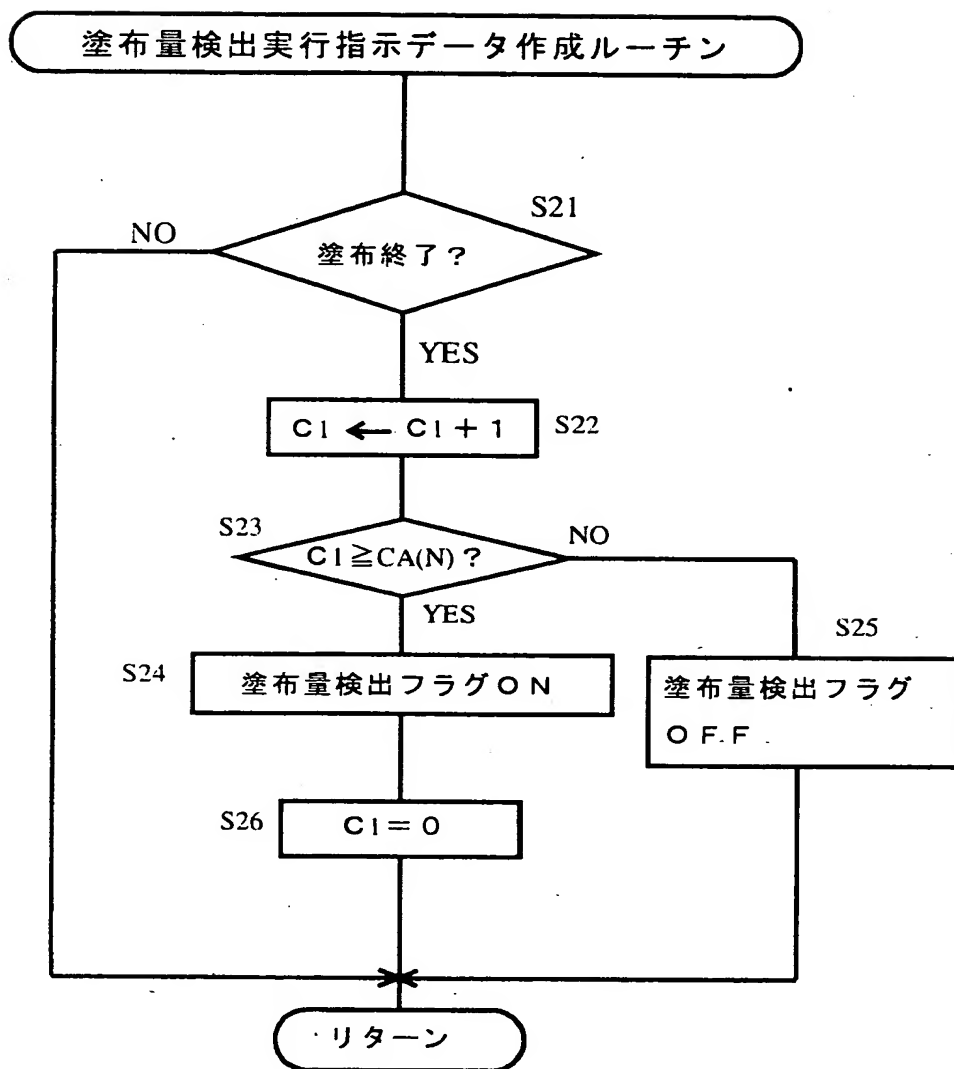 塗布量検出実行指示データ作成ルーチン
S21
NO
塗布終了？
YES
C1 ← C1＋1
S22
S23
NO
C1≧CA(N)？
YES
S25
S24
塗布量検出フラグON
塗布量検出フラグ
OFF
S26
C1＝0
リターン